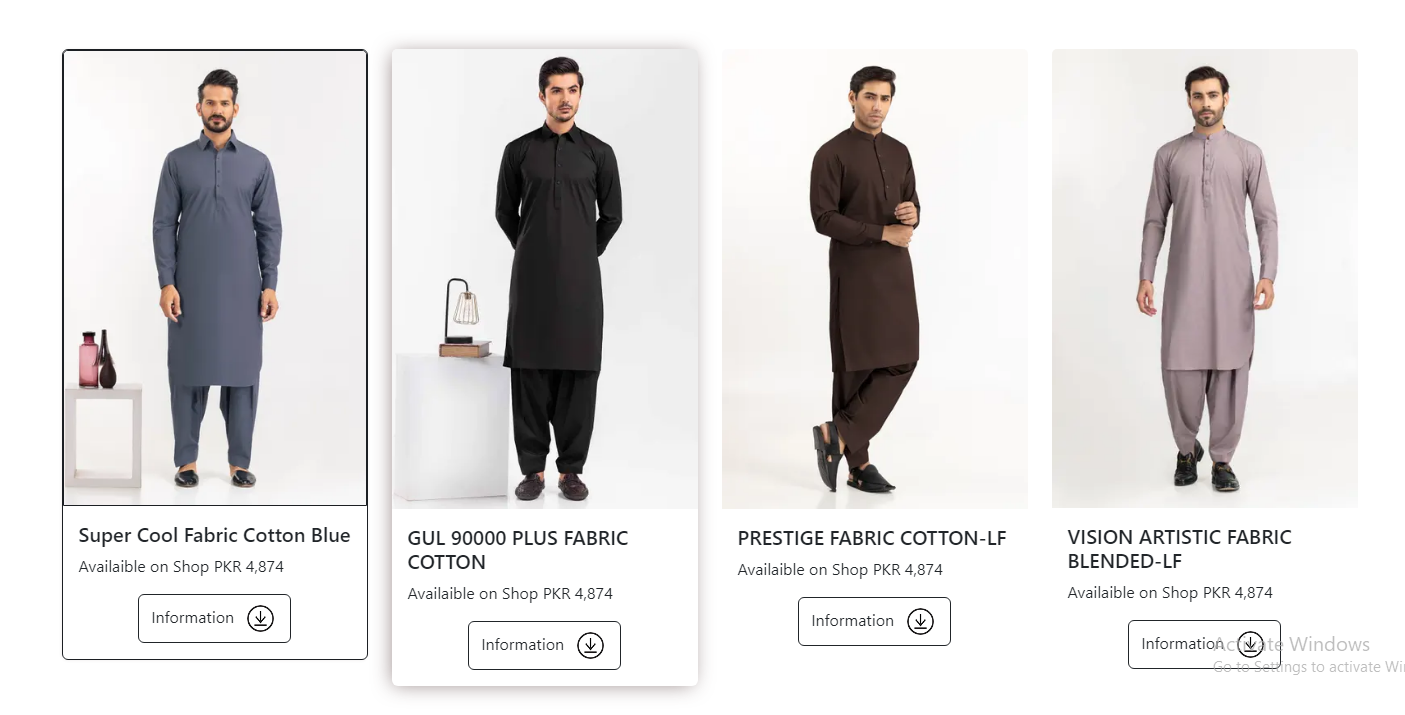 Super Cool Fabric Cotton Blue
Availaible on Shop PKR 4,874
Information
GUL 90000 PLUS FABRIC
COTTON
Availaible on Shop PKR 4,874
Information
PRESTIGE FABRIC COTTON-LF
Availaible on Shop PKR 4,874
Information
VISION ARTISTIC FABRIC
BLENDED-LF
Availaible on Shop PKR 4,874
Information
Activate Windows
Go to Settings to activate Wi